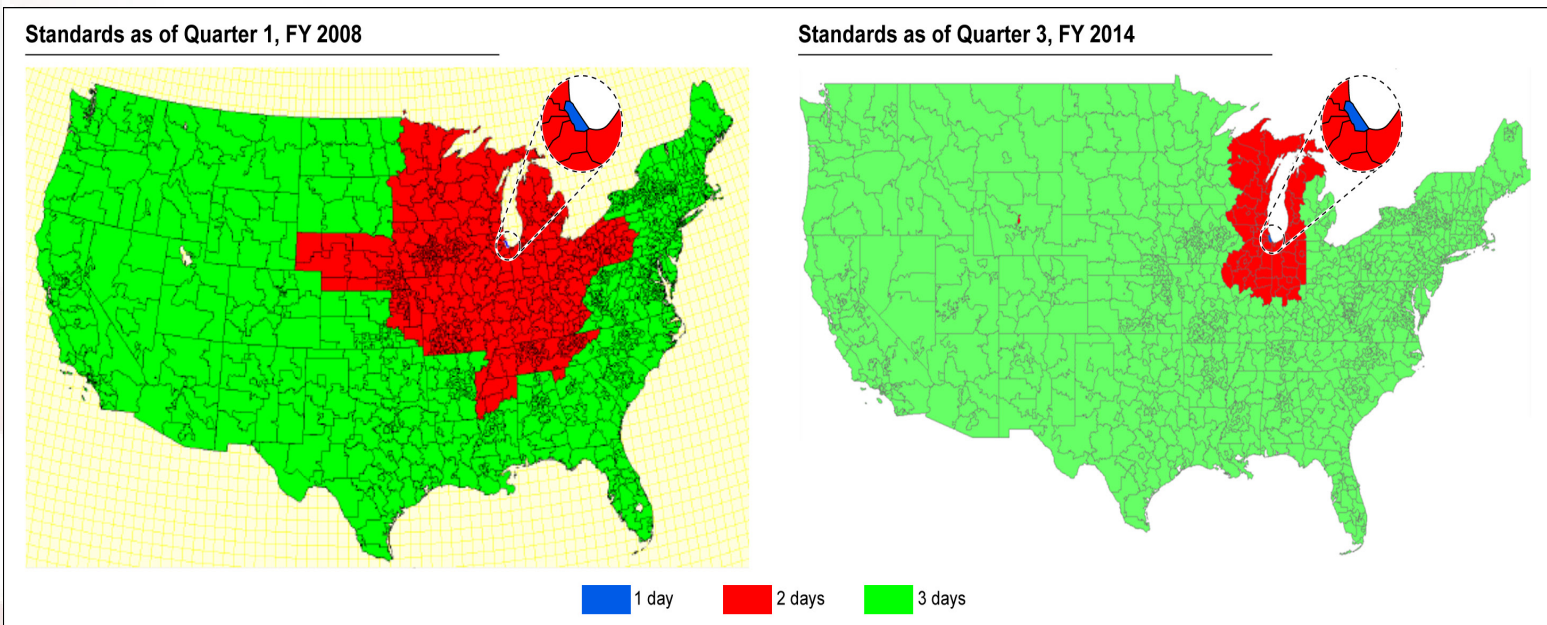 Standards as of Quarter 1, FY 2008
Standards as of Quarter 3, FY 2014
1 day
2 days
3 days